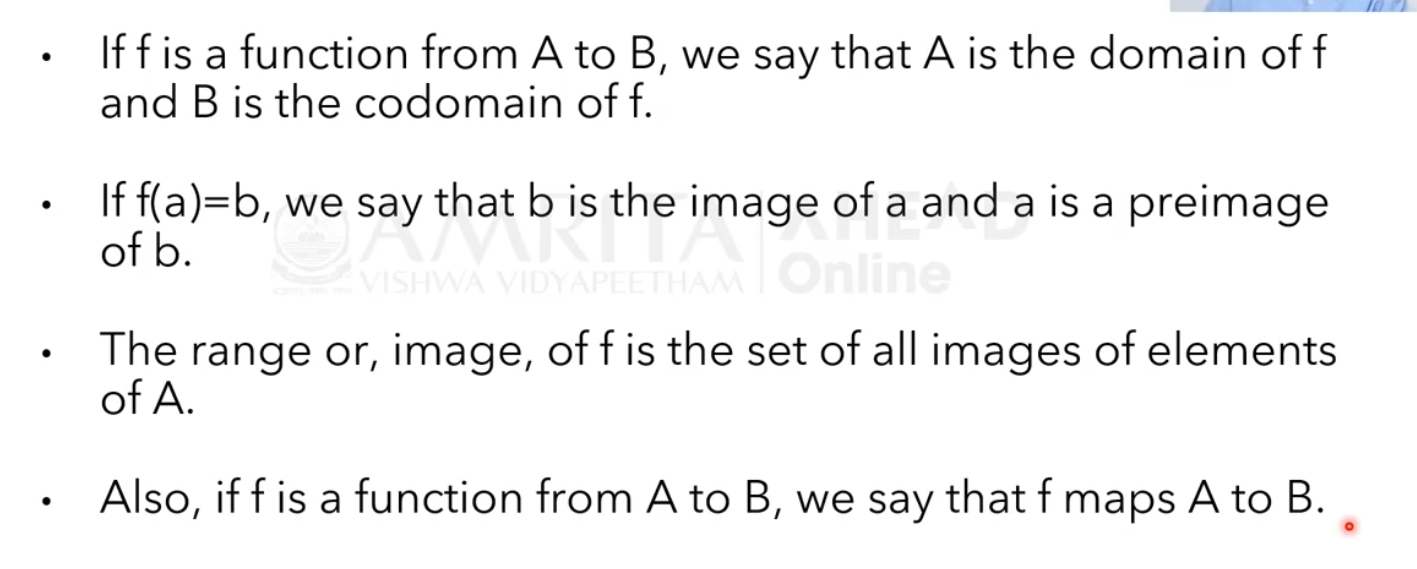 • If f is a function from A to B, we say that A is the domain of f
and B is the codomain of f.
• If f(a)=b, we say that b is the image of a and a is a preimage
of b.
AMRITA AHEAD
VISHWA VIDYAPEETHAM Online
• The range or, image, of f is the set of all images of elements
of A.
• Also, if f is a function from A to B, we say that f maps A to B.